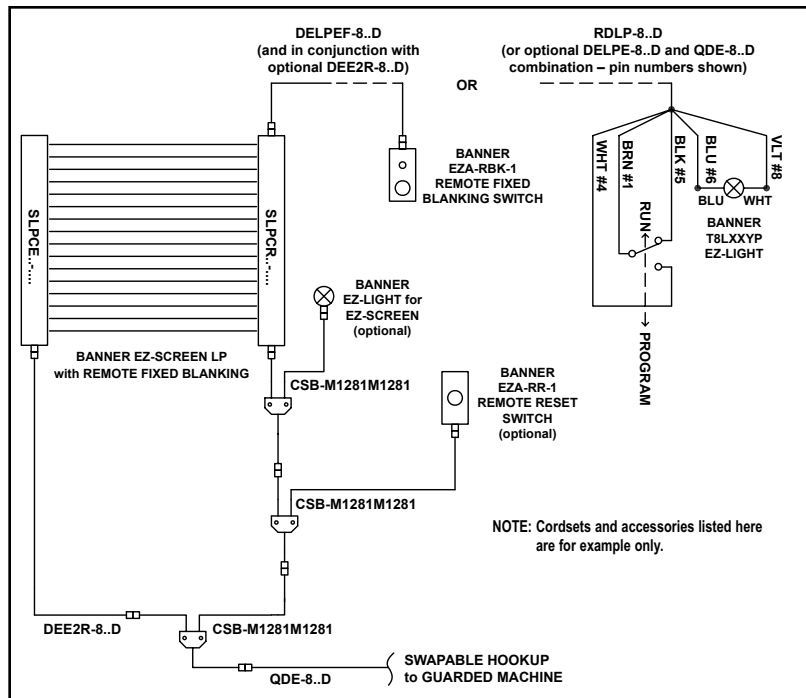 DELPEF-8..D
(and in conjunction with
optional DEE2R-8..D)
OR
RDLP-8..D
(or optional DELPE-8..D and QDE-8..D
combination – pin numbers shown)
SLPCE..-.....
SLPCR..-.....
BANNER
EZA-RBK-1
REMOTE FIXED
BLANKING SWITCH
WHT #4
BRN #1
BLK #5
BLU #6
VLT #8
BLU
WHT
RUN
PROGRAM
BANNER
T8LXXYP
EZ-LIGHT
BANNER
EZ-LIGHT for
EZ-SCREEN
(optional)
BANNER EZ-SCREEN LP
with REMOTE FIXED BLANKING
CSB-M1281M1281
BANNER
EZA-RR-1
REMOTE RESET
SWITCH
(optional)
CSB-M1281M1281
NOTE: Cordsets and accessories listed here
are for example only.
DEE2R-8..D
CSB-M1281M1281
QDE-8..D
SWAPABLE HOOKUP
to GUARDED MACHINE